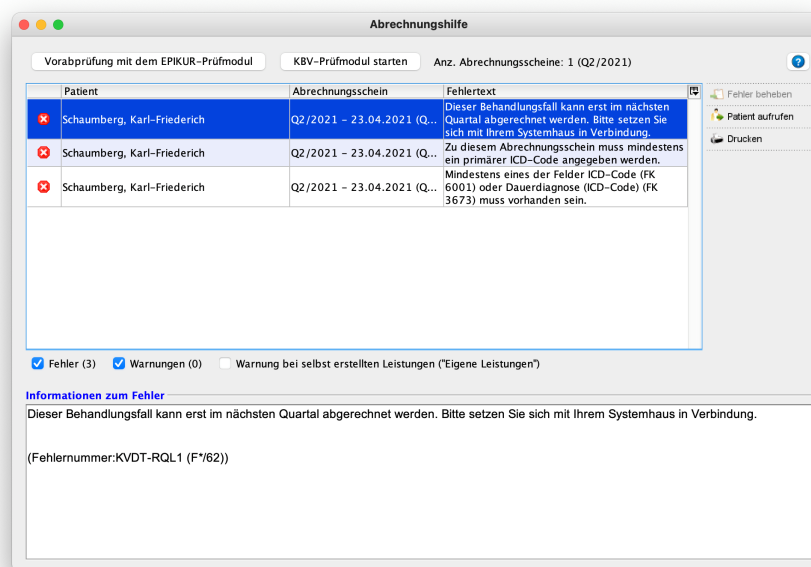 Abrechnungshilfe
Vorabprüfung mit dem EPIKUR-Prüfmodul KBV-Prüfmodul starten Anz. Abrechnungsscheine: 1 (Q2/2021) ?
Patient Abrechnungsschein Fehlertext
Fehler beheben
Patient aufrufen
Drucken
Dieser Behandlungsfall kann erst im nächsten
Schaumberg, Karl-Friederich Q2/2021 - 23.04.2021 (Q... Quartal abgerechnet werden. Bitte setzen Sie
sich mit Ihrem Systemhaus in Verbindung.
Schaumberg, Karl-Friederich Q2/2021 - 23.04.2021 (Q... Zu diesem Abrechnungsschein muss mindestens
ein primärer ICD-Code angegeben werden.
Mindestens eines der Felder ICD-Code (FK
Schaumberg, Karl-Friederich Q2/2021 - 23.04.2021 (Q... 6001) oder Dauerdiagnose (ICD-Code) (FK
3673) muss vorhanden sein.
Fehler (3) Warnungen (0) Warnung bei selbst erstellten Leistungen ("Eigene Leistungen")
Informationen zum Fehler
Dieser Behandlungsfall kann erst im nächsten Quartal abgerechnet werden. Bitte setzen Sie sich mit Ihrem Systemhaus in Verbindung.
(Fehlernummer:KVDT-RQL1 (F*/62))